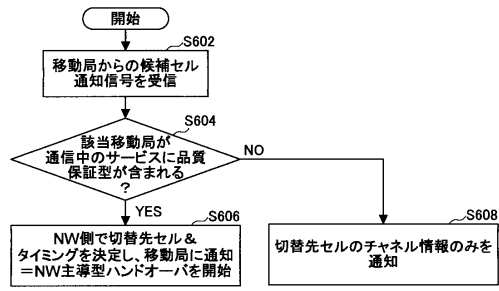 開始
S602
移動局からの候補セル
通知信号を受信
S604
該当移動局が
通信中のサービスに品質
保証型が含まれる
?
NO
YES
S606
NW側で切替先セル&
タイミングを決定し、移動局に通知
=NW主導型ハンドオーバを開始
S608
切替先セルのチャネル情報のみを
通知